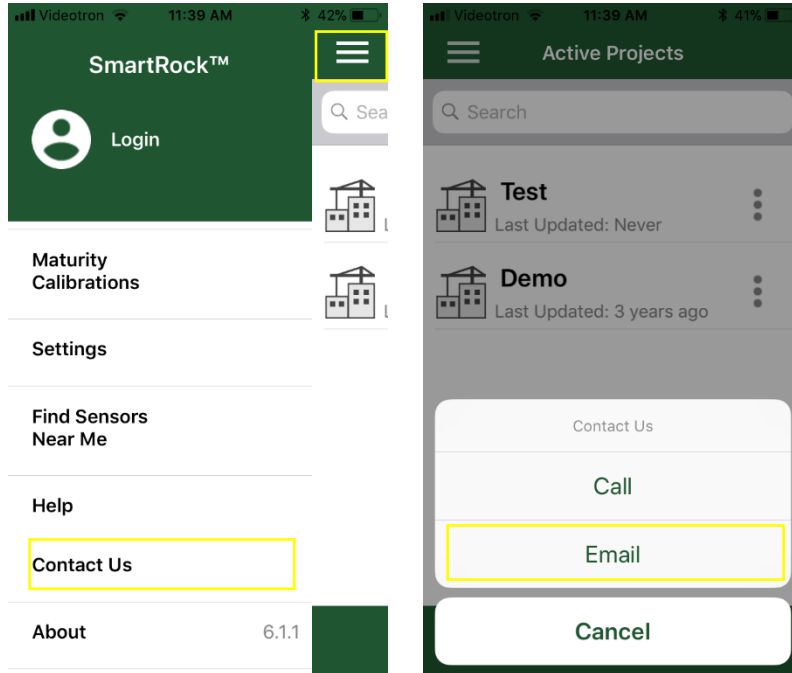 Videotron 11:39 AM 42%
SmartRock™
Login
Sea
Maturity
Calibrations
L
Settings
L
Find Sensors
Near Me
Help
Contact Us
About 6.1.1
Videotron 11:39 AM 41%
Active Projects
Search
Test
Last Updated: Never
Demo
Last Updated: 3 years ago
Contact Us
Call
Email
Cancel